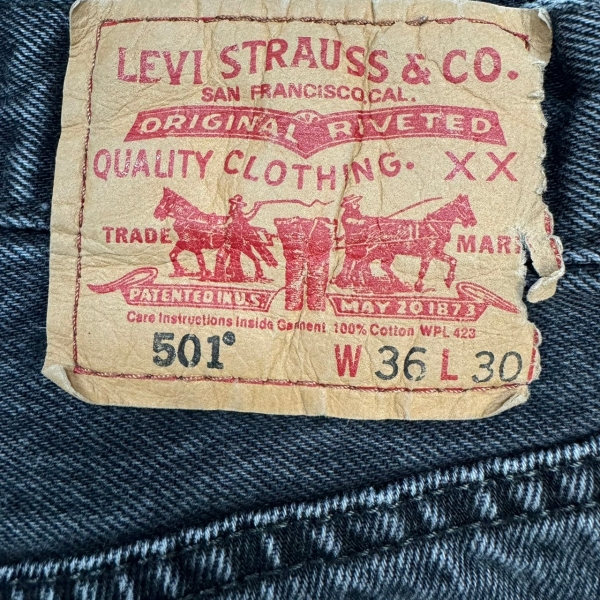 LEVI STRAUSS & CO.
SAN FRANCISCO, CAL.
ORIGINAL RIVETED
QUALITY CLOTHING. XX
TRADE MARK
PATENTED IN U.S. MAY 20 1873
Care Instructions Inside Garment 100% Cotton WPL 423
501® W 36 L 30